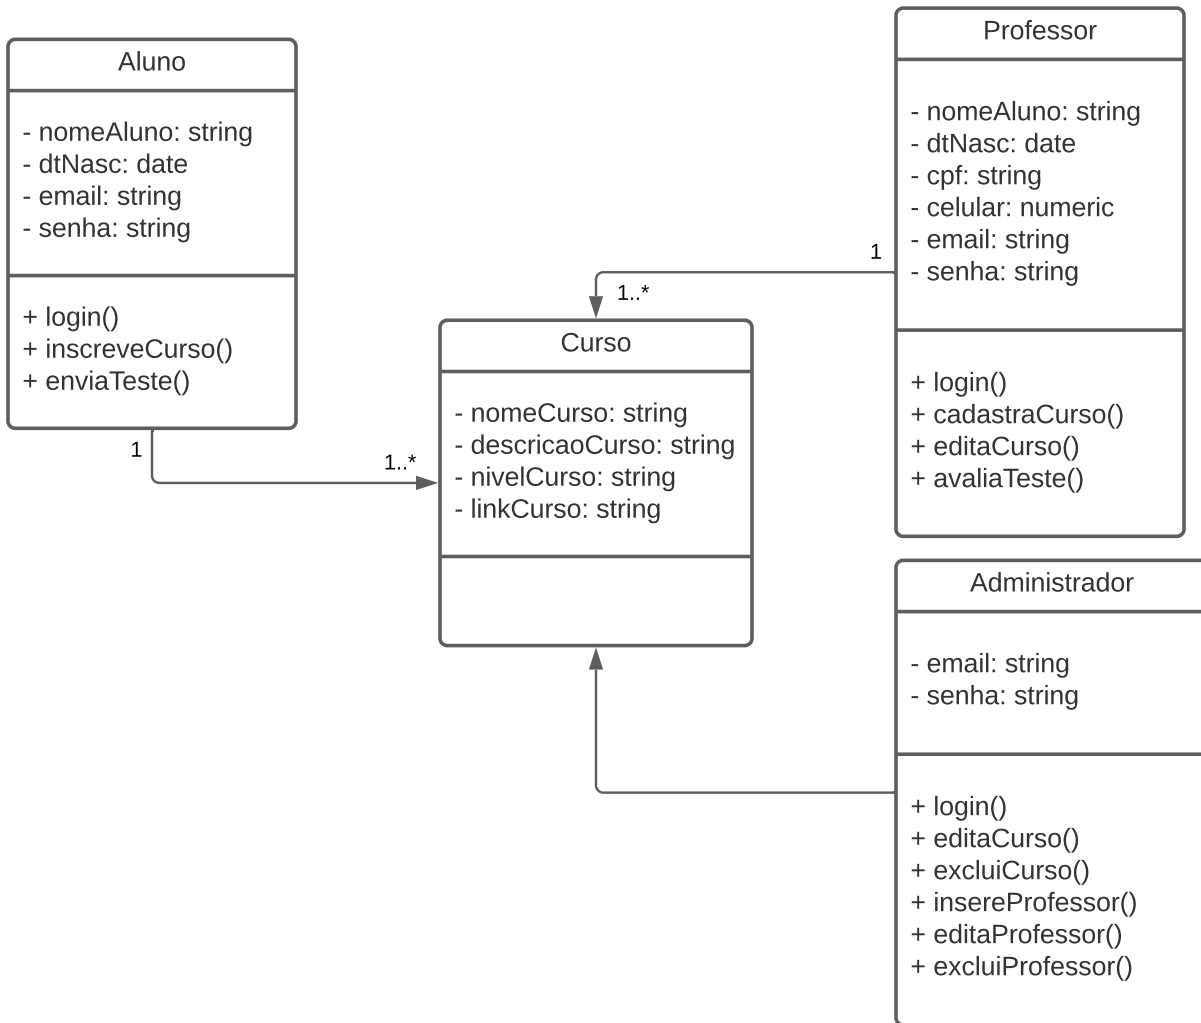 Aluno
- nomeAluno: string
- dtNasc: date
- email: string
- senha: string
+ login()
+ inscreveCurso()
+ enviaTeste()
1
1..*
Professor
- nomeAluno: string
- dtNasc: date
- cpf: string
- celular: numeric
- email: string
- senha: string
+ login()
+ cadastraCurso()
+ editaCurso()
+ avaliaTeste()
1
1..*
Curso
- nomeCurso: string
- descricaoCurso: string
- nivelCurso: string
- linkCurso: string
Administrador
- email: string
- senha: string
+ login()
+ editaCurso()
+ excluiCurso()
+ insereProfessor()
+ editaProfessor()
+ excluiProfessor()